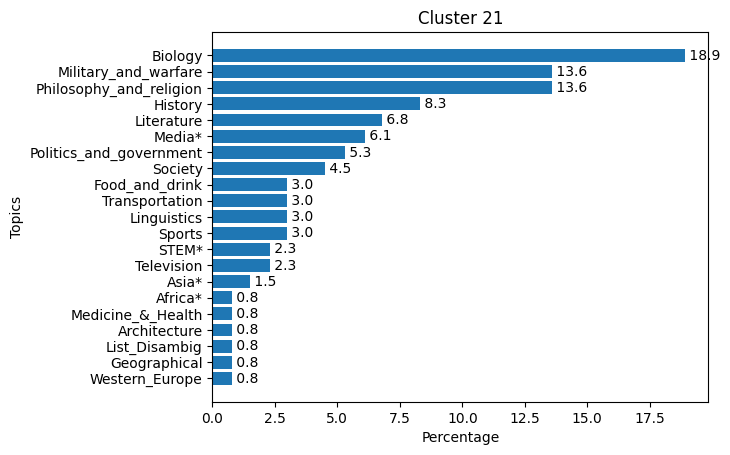 Cluster 21
Topics
Biology 18.9
Military_and_warfare 13.6
Philosophy_and_religion 13.6
History 8.3
Literature 6.8
Media* 6.1
Politics_and_government 5.3
Society 4.5
Food_and_drink 3.0
Transportation 3.0
Linguistics 3.0
Sports 3.0
STEM* 2.3
Television 2.3
Asia* 1.5
Africa* 0.8
Medicine_&_Health 0.8
Architecture 0.8
List_Disambig 0.8
Geographical 0.8
Western_Europe 0.8
0.0 2.5 5.0 7.5 10.0 12.5 15.0 17.5
Percentage